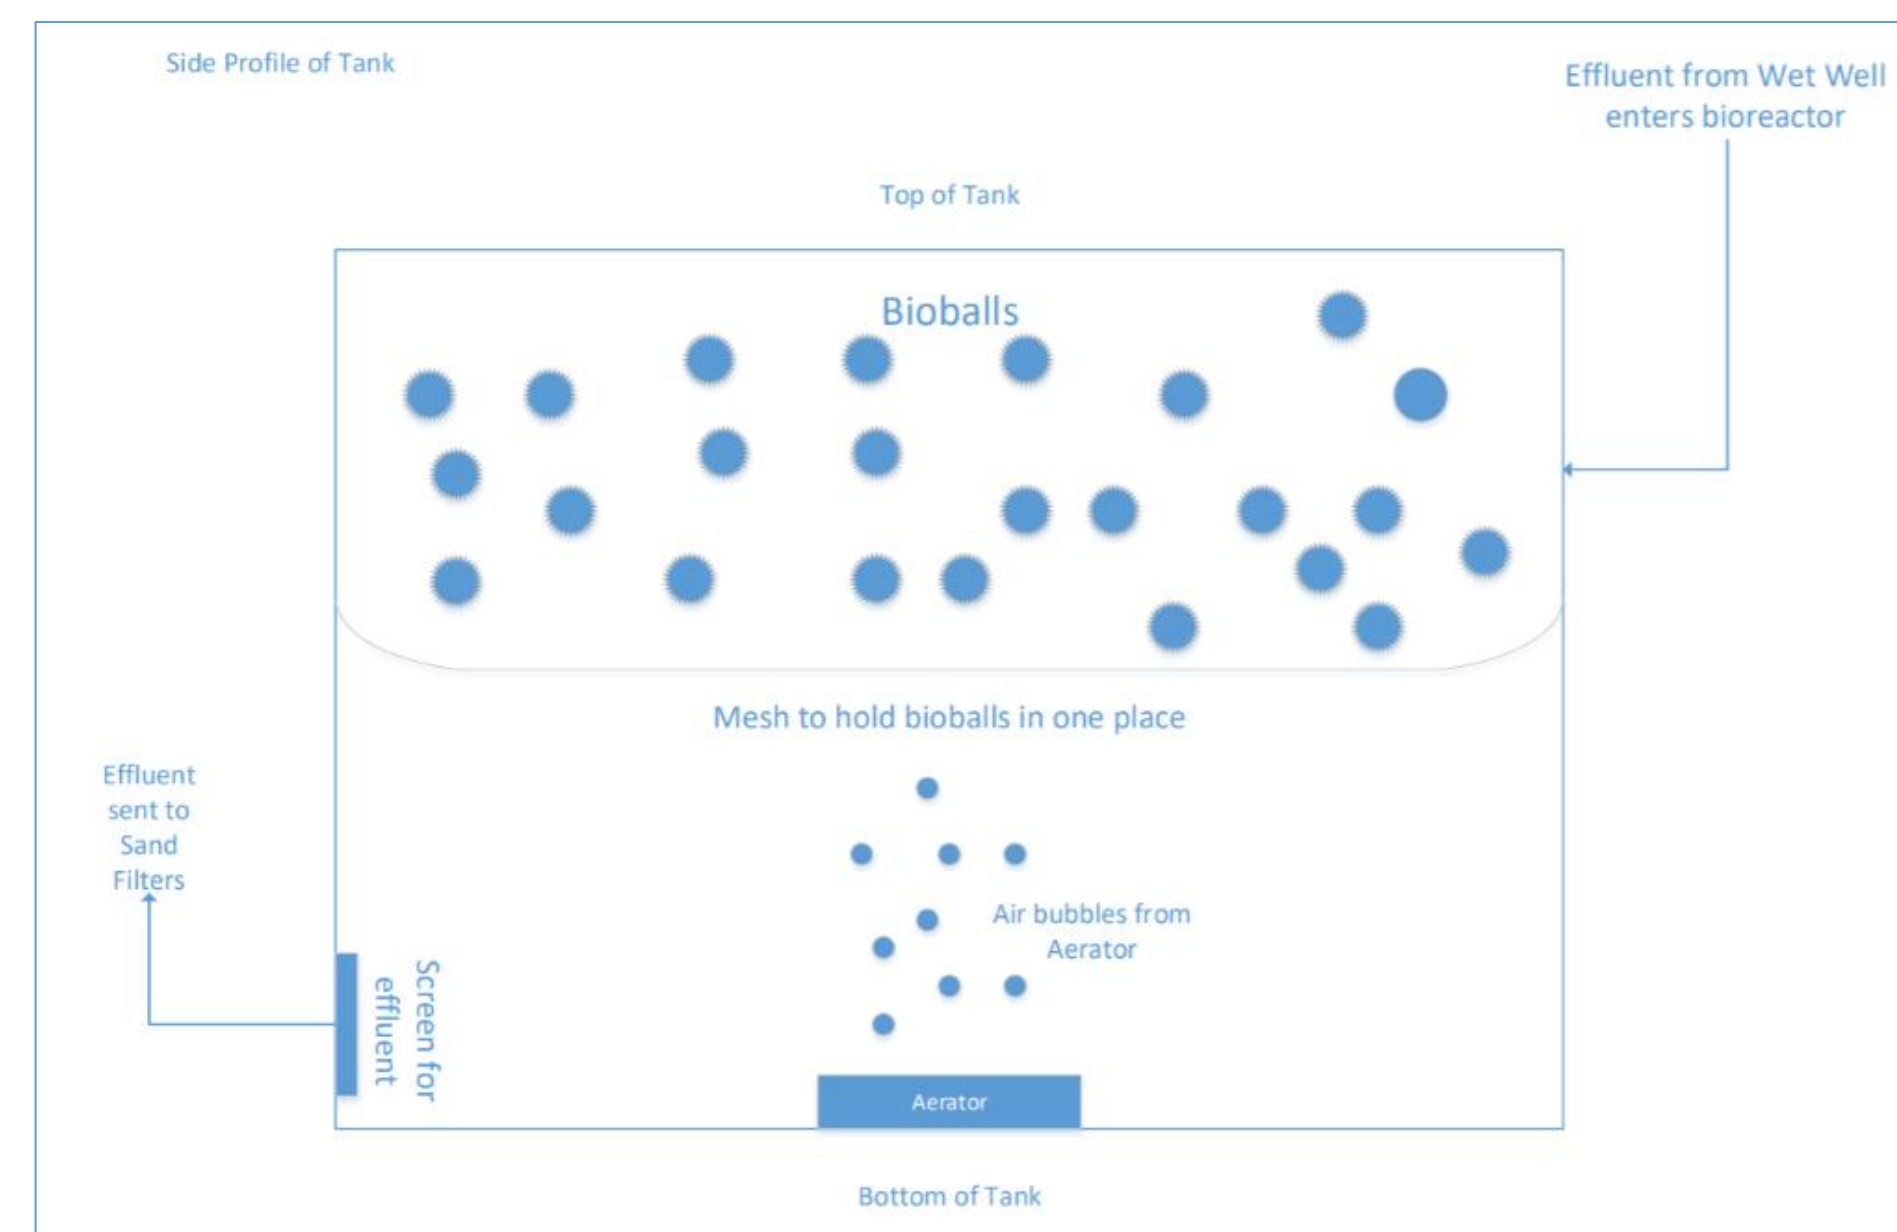 Side Profile of Tank
Effluent from Wet Well
enters bioreactor
Top of Tank
Bioballs
Mesh to hold bioballs in one place
Effluent
sent to
Sand
Filters
Air bubbles from
Aerator
Screen for
effluent
Aerator
Bottom of Tank